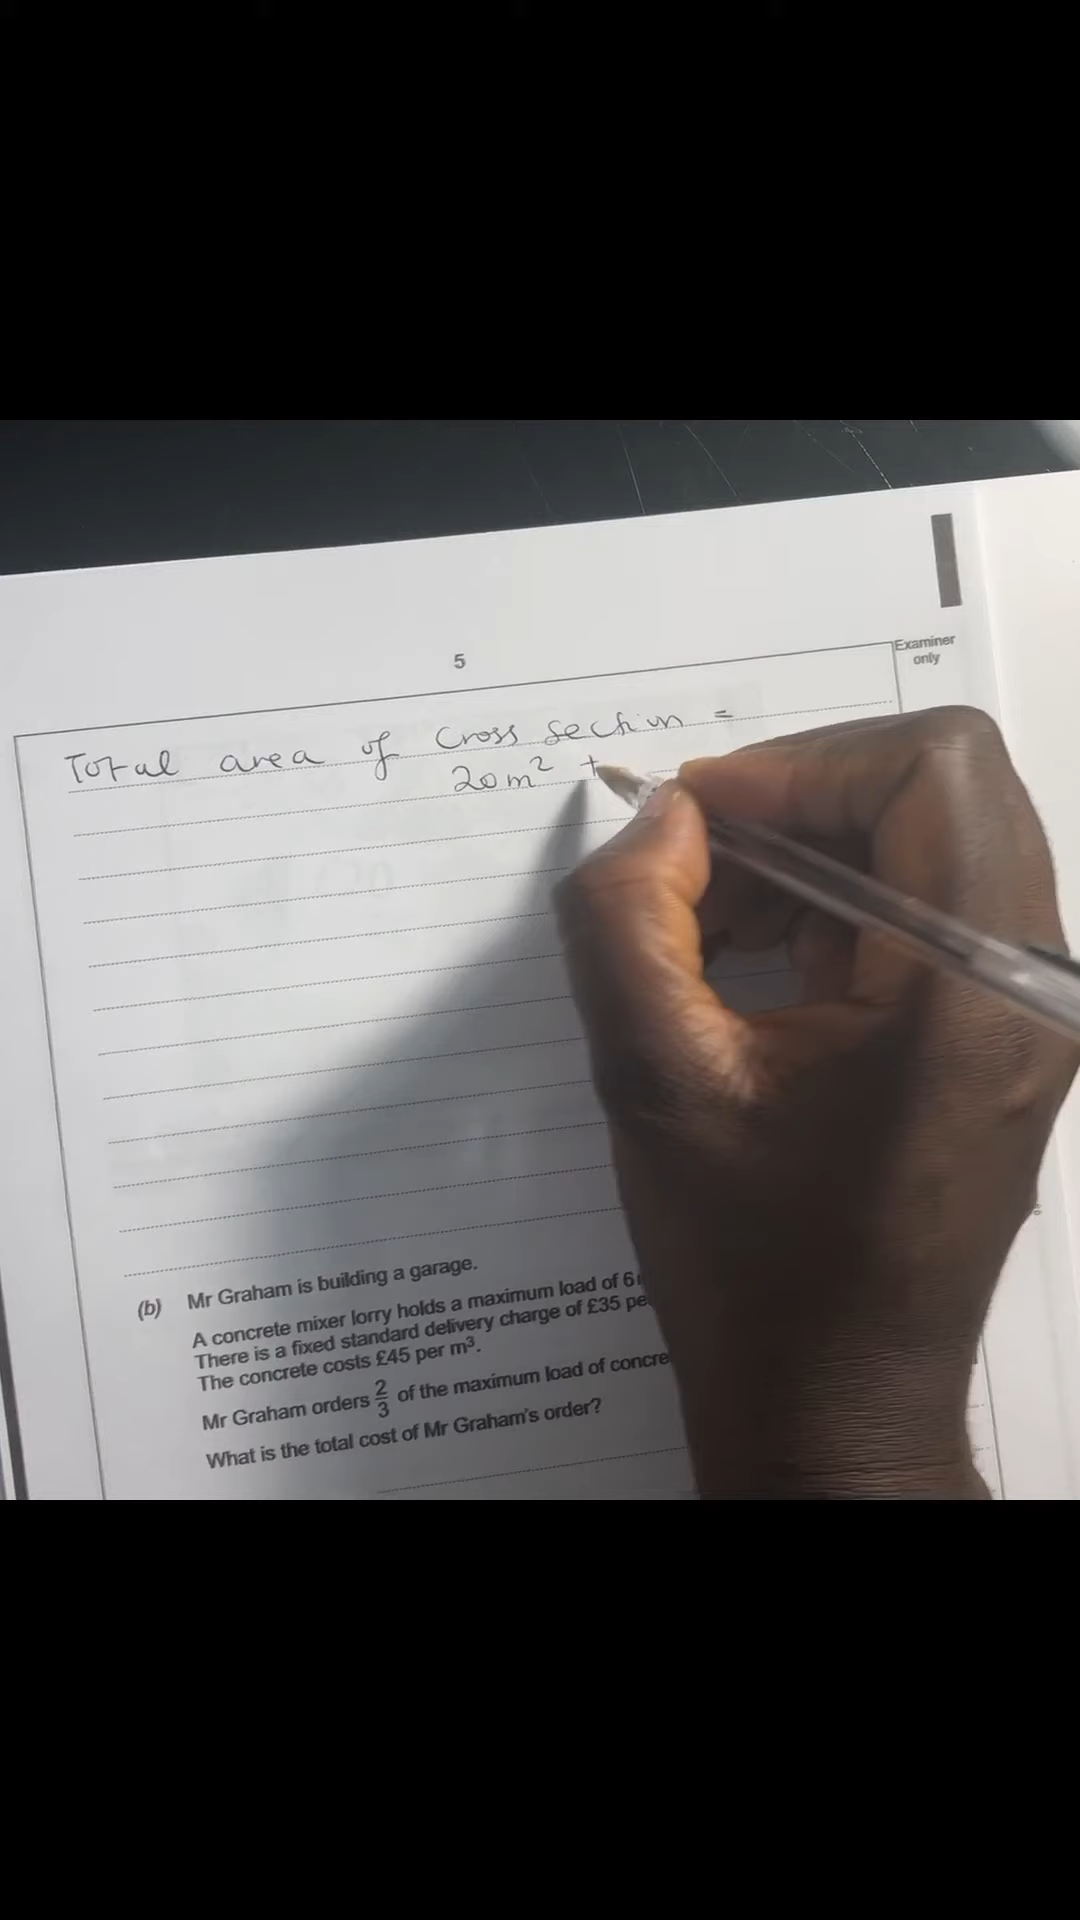 5
Examiner
only
Total area of Cross section =
20m² +
(b) Mr Graham is building a garage.
A concrete mixer lorry holds a maximum load of 6
There is a fixed standard delivery charge of £35 pe
The concrete costs £45 per m³.
Mr Graham orders 2/3 of the maximum load of concre
What is the total cost of Mr Graham's order?